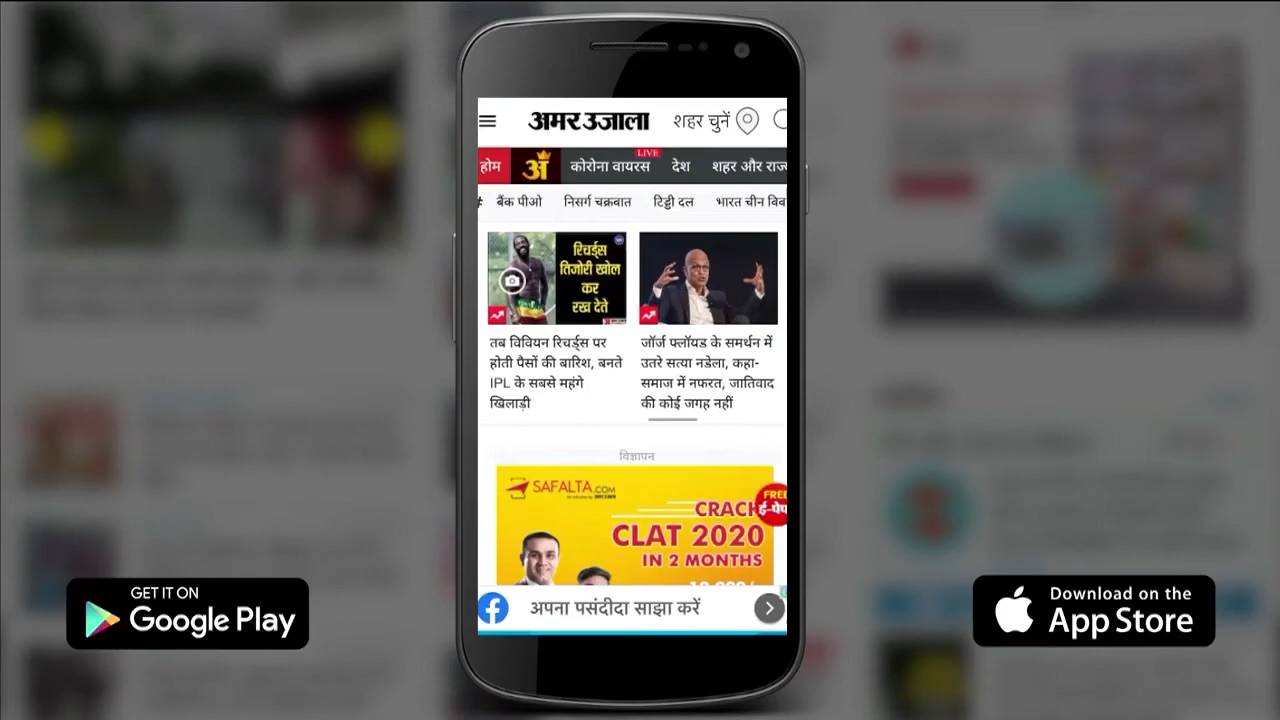 अमर उजाला
शहर चुनें
LIVE
होम
अं
कोरोना वायरस
देश
शहर और राज्
#
बैंक पीओ
निसर्ग चक्रवात
टिड्डी दल
भारत चीन विवा
रिचर्ड्स
तिजोरी खोल
कर
रख देते
तब विवियन रिचर्ड्स पर
होती पैसों की बारिश, बनते
IPL के सबसे महंगे
खिलाड़ी
जॉर्ज फ्लॉयड के समर्थन में
उतरे सत्या नडेला, कहा-
समाज में नफरत, जातिवाद
की कोई जगह नहीं
विज्ञापन
SAFALTA.COM
CRACK
FREE
ई-पेप
CLAT 2020
IN 2 MONTHS
अपना पसंदीदा साझा करें
GET IT ON
Google Play
Download on the
App Store